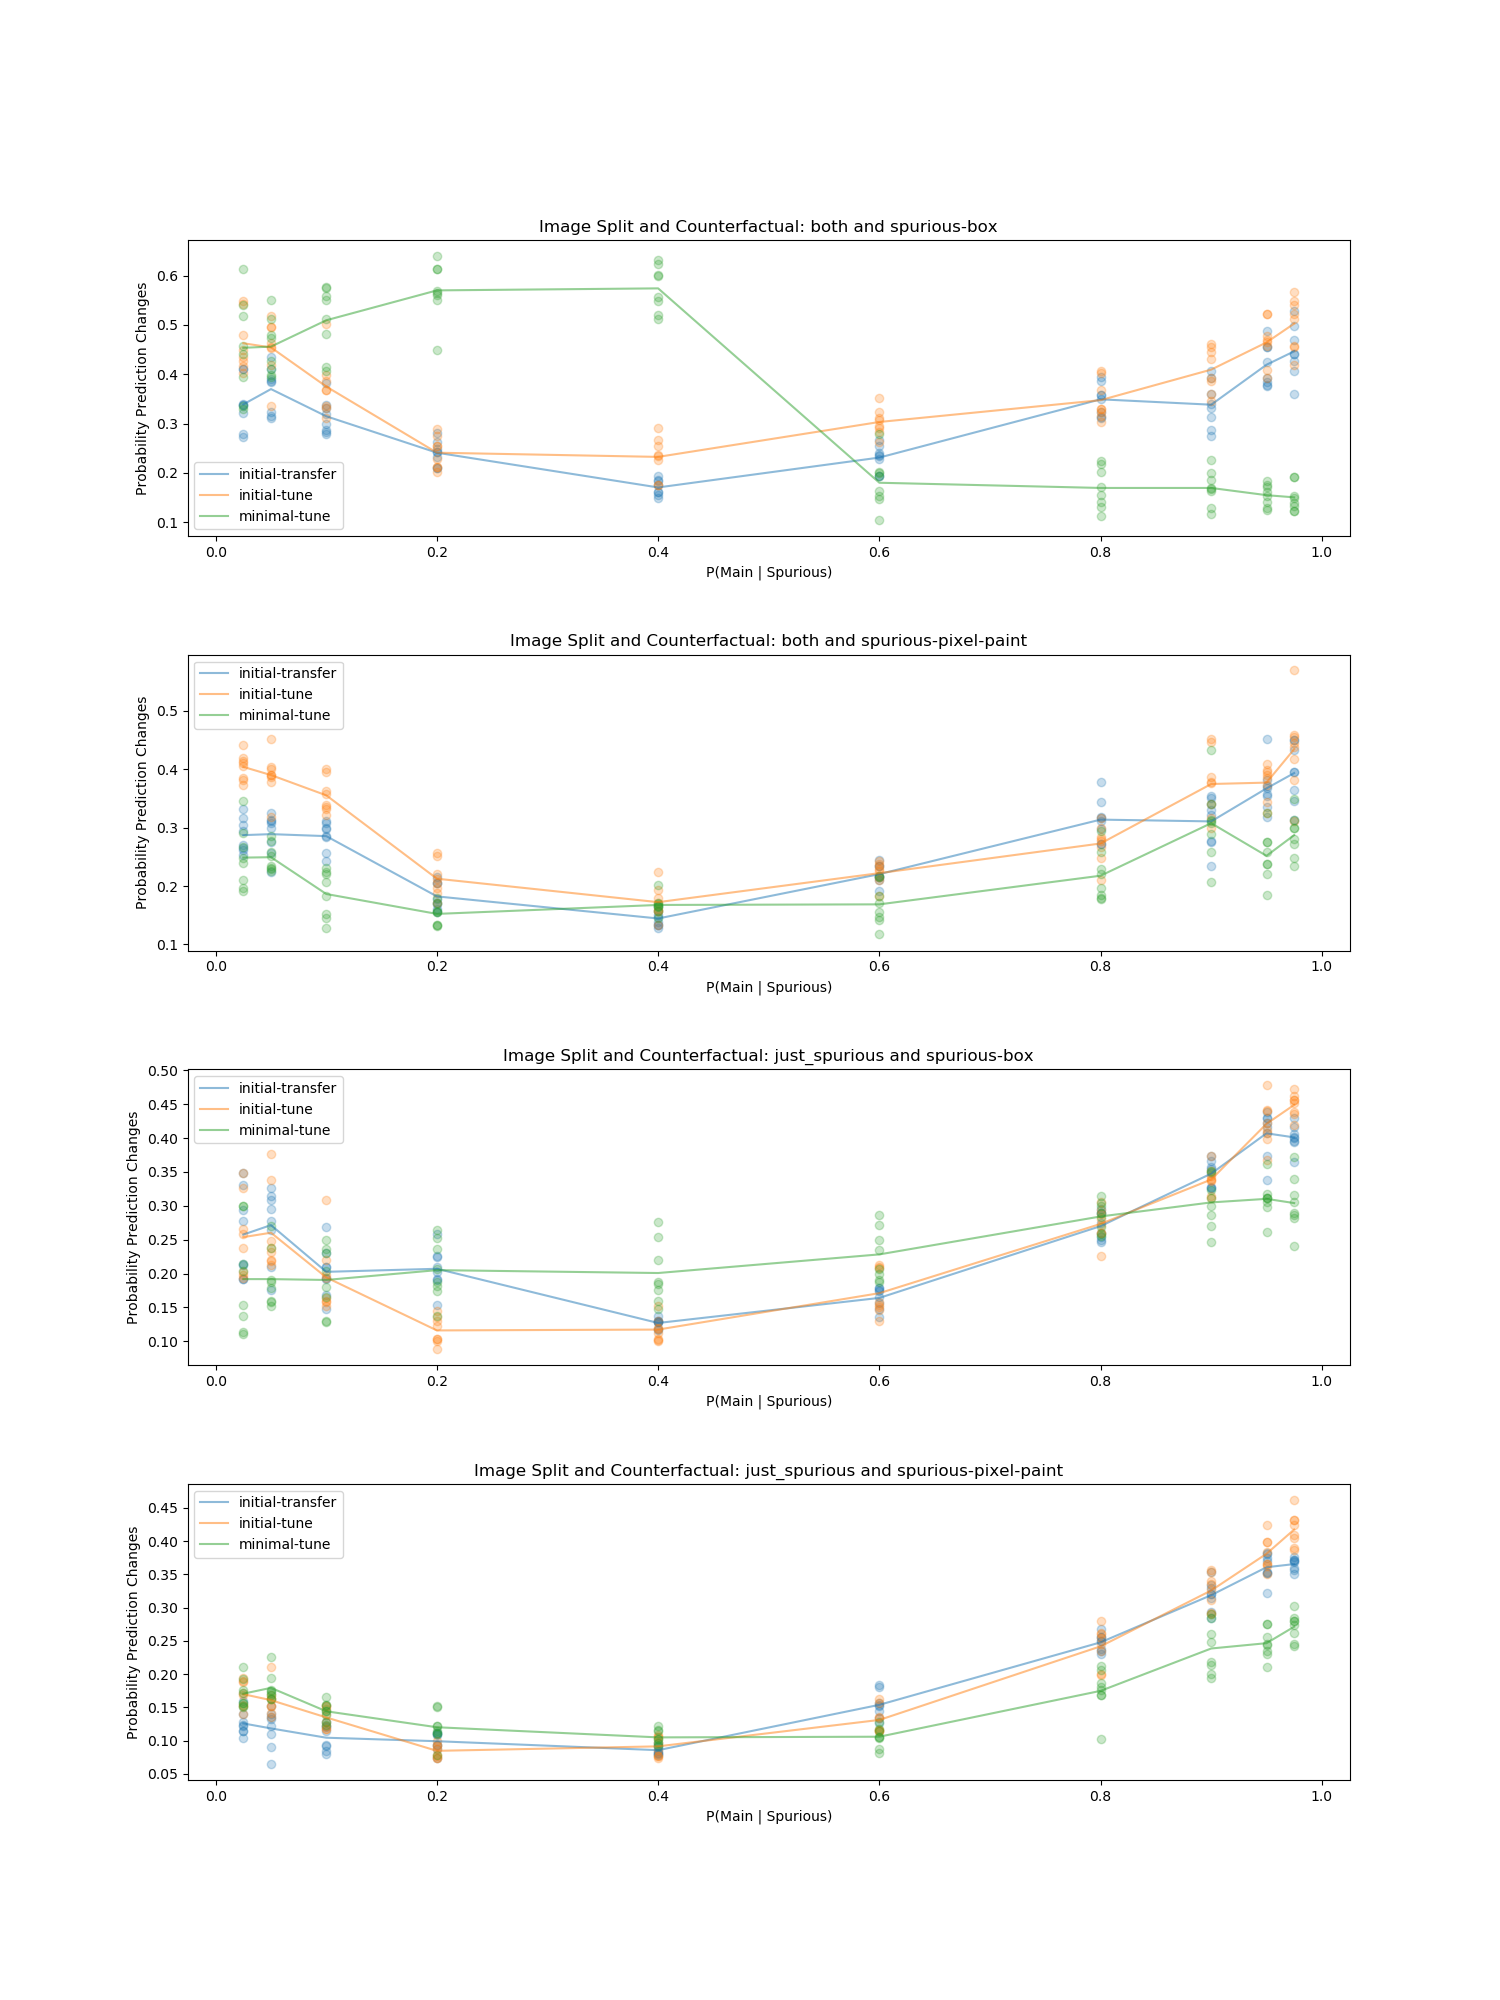 Image Split and Counterfactual: both and spurious-box
Probability Prediction Changes
0.6
0.5
0.4
0.3
0.2
0.1
initial-transfer
initial-tune
minimal-tune
0.0 0.2 0.4 0.6 0.8 1.0
P(Main | Spurious)
Image Split and Counterfactual: both and spurious-pixel-paint
Probability Prediction Changes
initial-transfer
initial-tune
minimal-tune
0.5
0.4
0.3
0.2
0.1
0.0 0.2 0.4 0.6 0.8 1.0
P(Main | Spurious)
Image Split and Counterfactual: just_spurious and spurious-box
Probability Prediction Changes
initial-transfer
initial-tune
minimal-tune
0.50
0.45
0.40
0.35
0.30
0.25
0.20
0.15
0.10
0.0 0.2 0.4 0.6 0.8 1.0
P(Main | Spurious)
Image Split and Counterfactual: just_spurious and spurious-pixel-paint
Probability Prediction Changes
initial-transfer
initial-tune
minimal-tune
0.45
0.40
0.35
0.30
0.25
0.20
0.15
0.10
0.05
0.0 0.2 0.4 0.6 0.8 1.0
P(Main | Spurious)